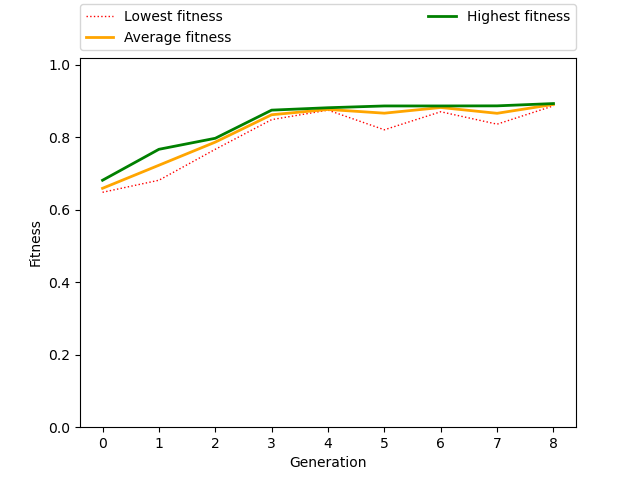 Lowest fitness
Average fitness
Highest fitness
1.0
0.8
0.6
0.4
0.2
0.0
Fitness
0 1 2 3 4 5 6 7 8
Generation